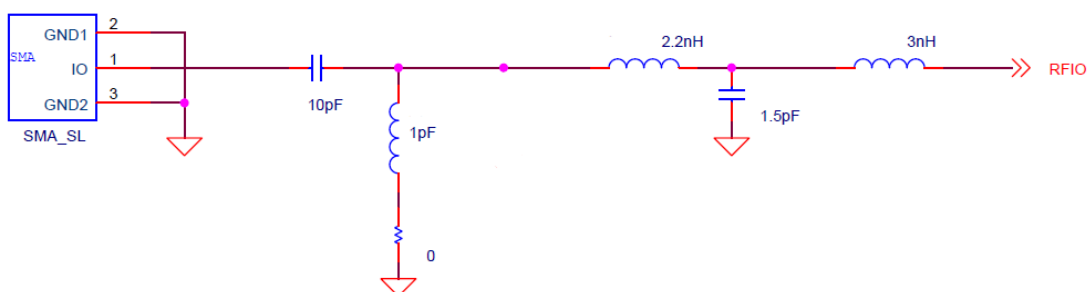 GND1
2
SMA
IO
1
GND2
3
SMA_SL
10pF
1pF
0
2.2nH
1.5pF
3nH
RFIO